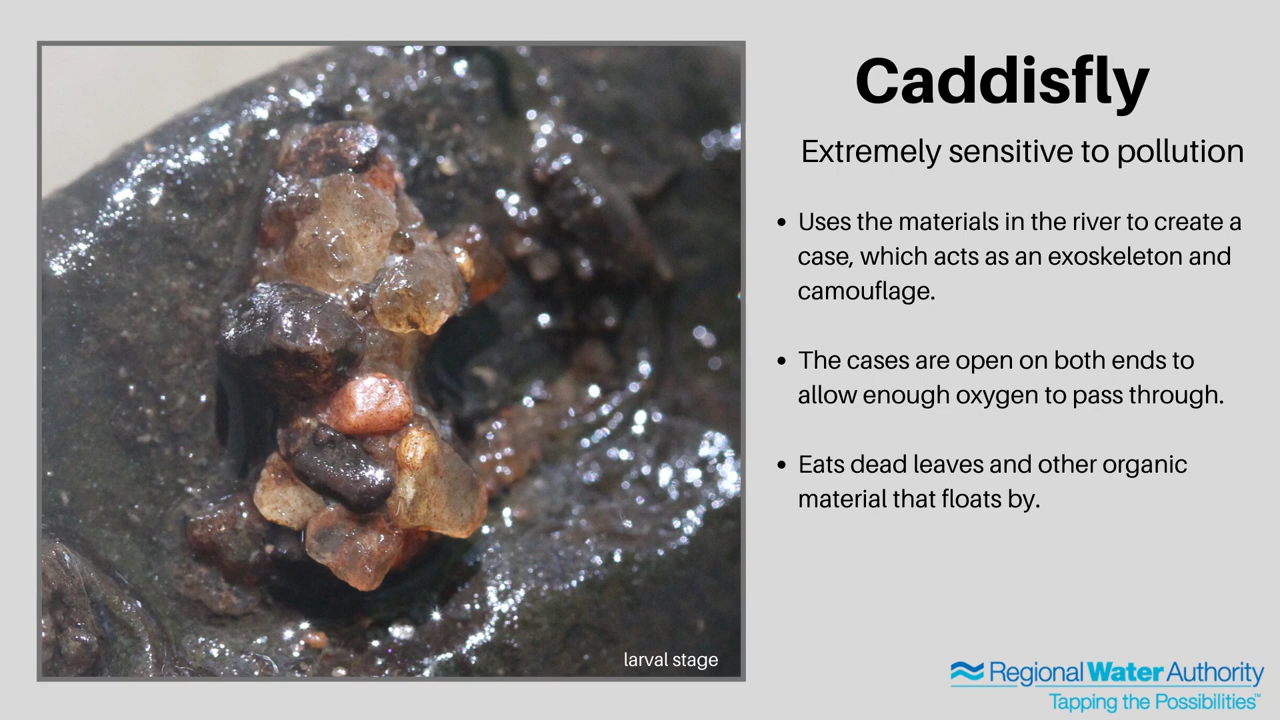 Caddisfly
Extremely sensitive to pollution
• Uses the materials in the river to create a
case, which acts as an exoskeleton and
camouflage.
• The cases are open on both ends to
allow enough oxygen to pass through.
• Eats dead leaves and other organic
material that floats by.
larval stage
Regional Water Authority
Tapping the Possibilities™